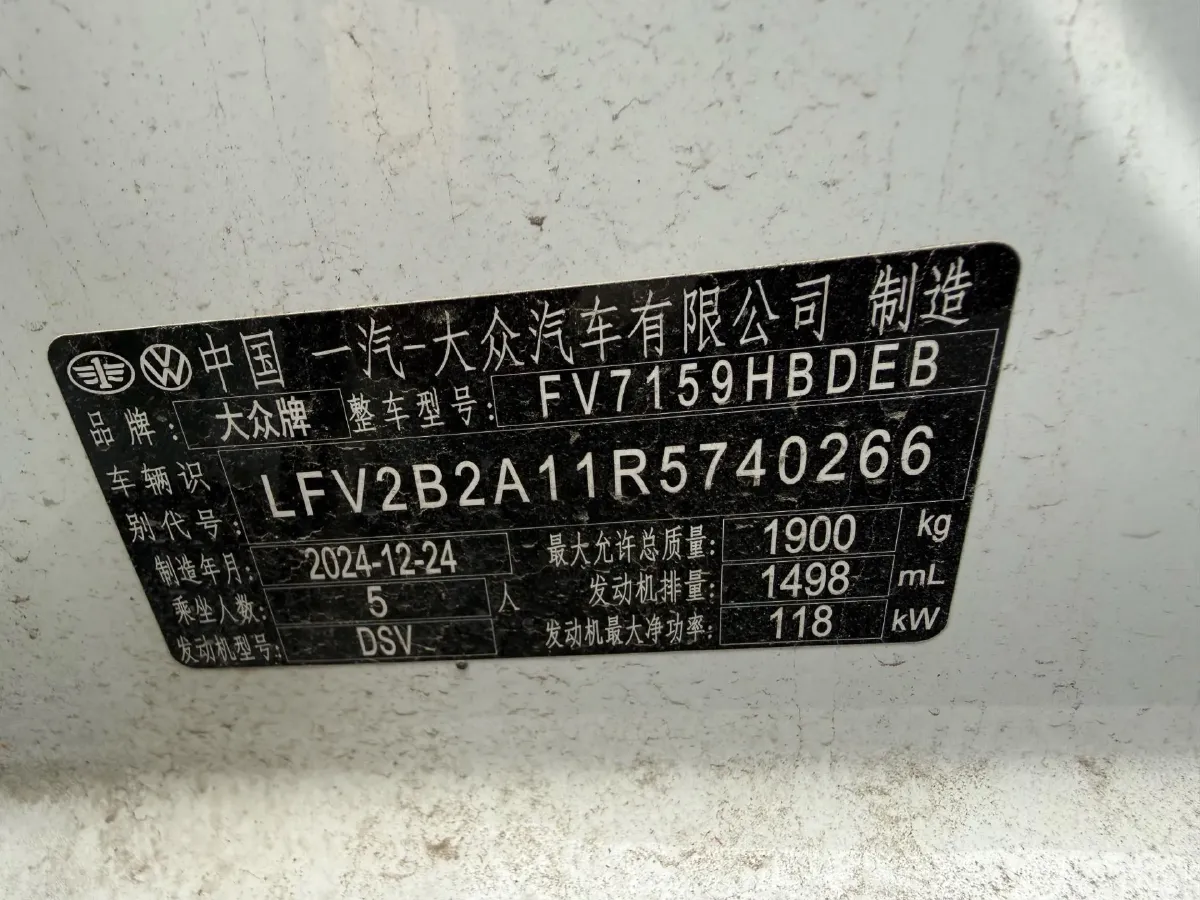 中国 一汽-大众汽车有限公司 制造
品牌: 大众牌 整车型号: FV7159HBDEB
车辆识别代号: LFV2B2A11R5740266
制造年月: 2024-12-24 最大允许总质量: 1900 kg
乘坐人数: 5 人 发动机排量: 1498 mL
发动机型号: DSV 发动机最大净功率: 118 kW